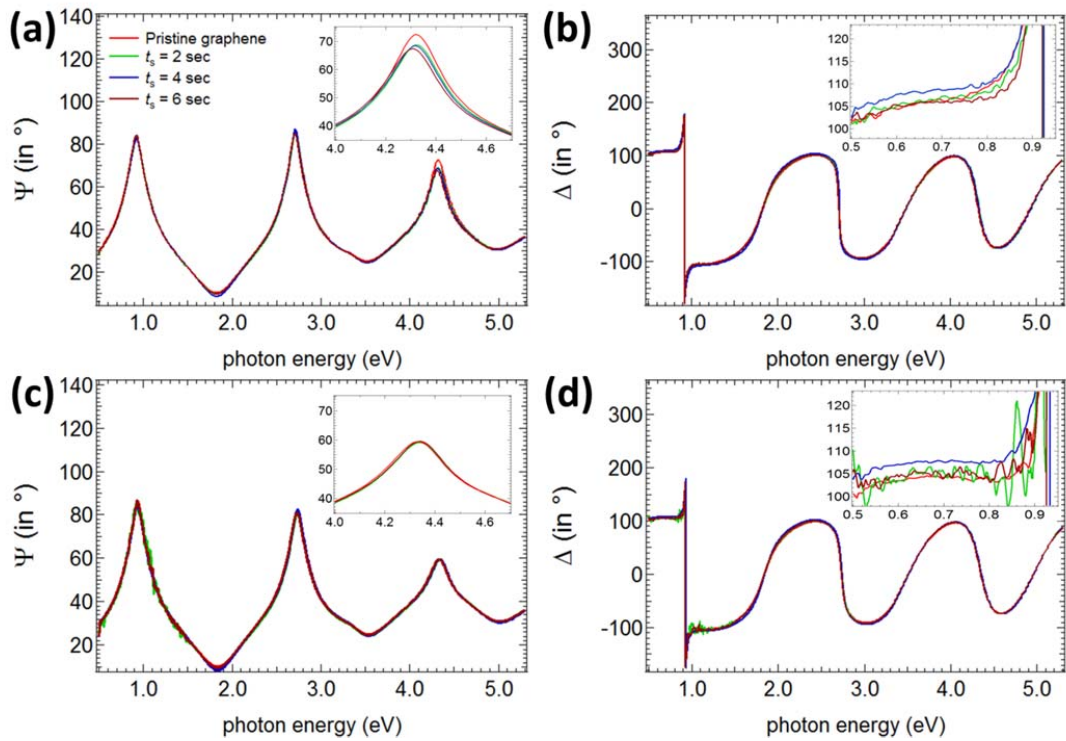 (a)
Pristine graphene
tₛ = 2 sec
tₛ = 4 sec
tₛ = 6 sec
140
120
100
80
60
40
20
Ψ (in °)
1.0 2.0 3.0 4.0 5.0
photon energy (eV)
70
60
50
40
4.0 4.2 4.4 4.6
(b)
300
200
100
0
-100
Δ (in °)
1.0 2.0 3.0 4.0 5.0
photon energy (eV)
120
115
110
105
100
0.5 0.6 0.7 0.8 0.9
(c)
140
120
100
80
60
40
20
Ψ (in °)
1.0 2.0 3.0 4.0 5.0
photon energy (eV)
70
60
50
40
4.0 4.2 4.4 4.6
(d)
300
200
100
0
-100
Δ (in °)
1.0 2.0 3.0 4.0 5.0
photon energy (eV)
120
115
110
105
100
0.5 0.6 0.7 0.8 0.9